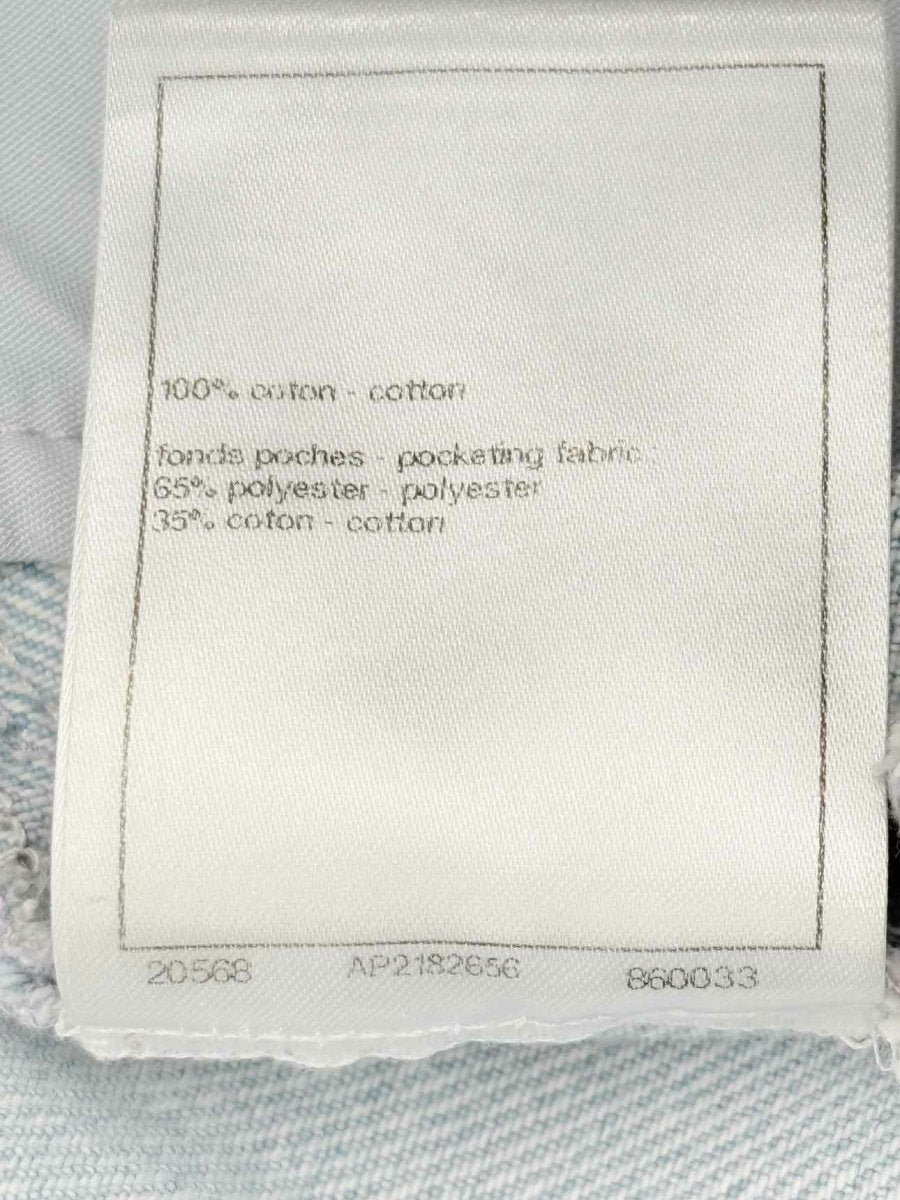 100% coton - cotton
fonds poches - pocketing fabric :
65% polyester - polyester
35% coton - cotton
20568 AP2182656 860033